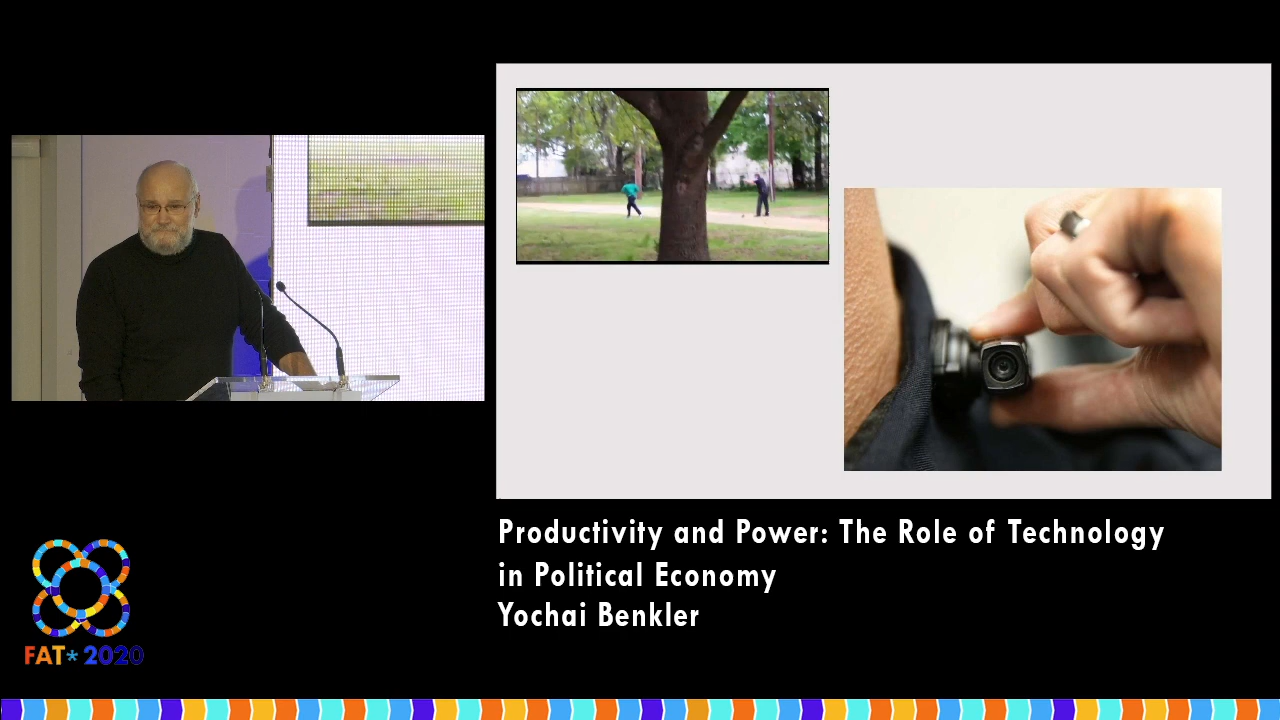 Productivity and Power: The Role of Technology
in Political Economy
Yochai Benkler
FAT* 2020